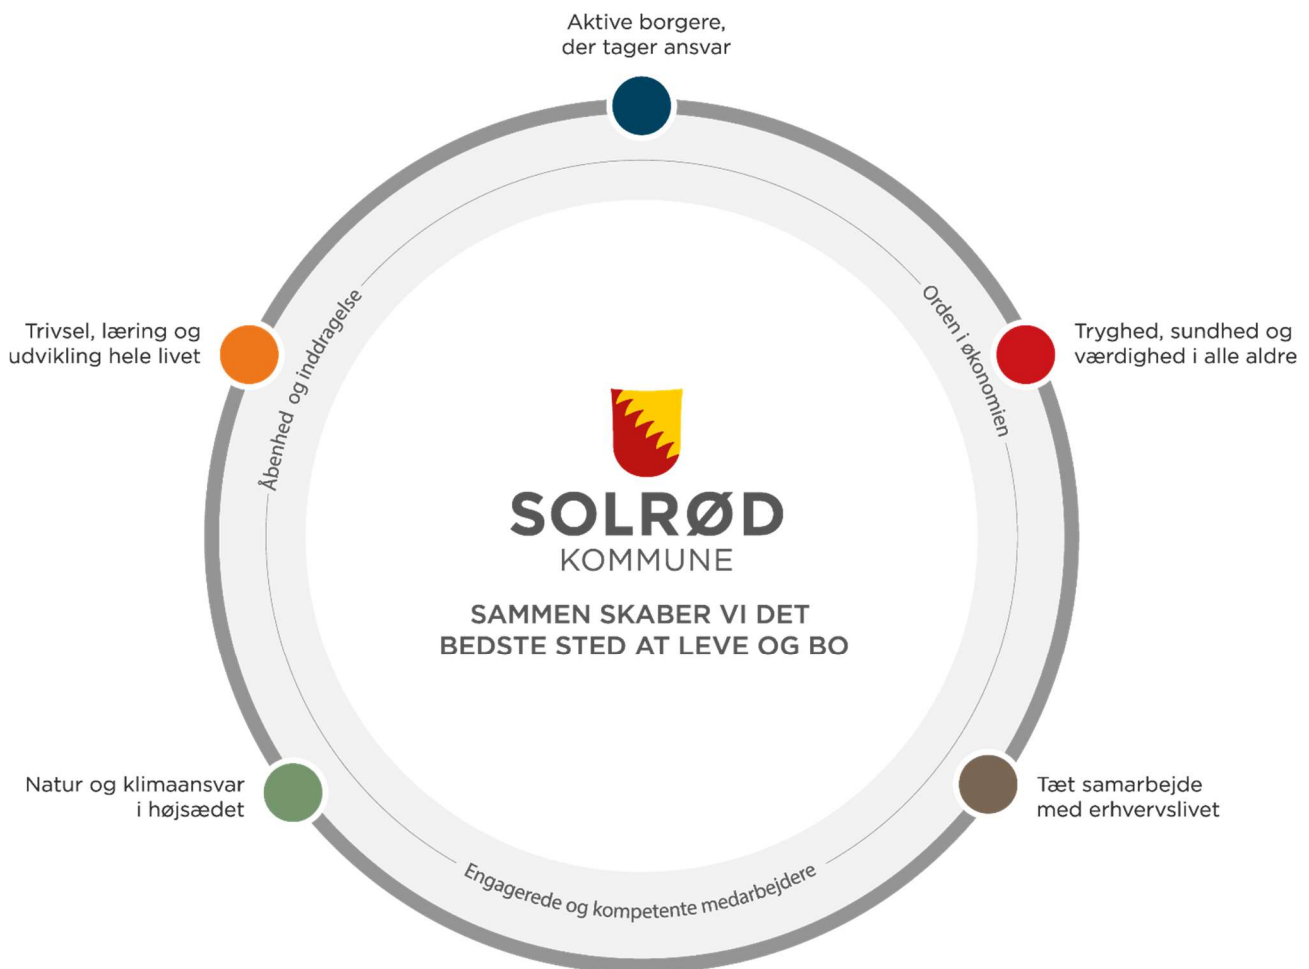 Aktive borgere,
der tager ansvar
Trivsel, læring og
udvikling hele livet
Tryghed, sundhed og
værdighed i alle aldre
Åbenhed og inddragelse
Orden i økonomien
SOLRØD
KOMMUNE
SAMMEN SKABER VI DET
BEDSTE STED AT LEVE OG BO
Natur og klimaansvar
i højsædet
Tæt samarbejde
med erhvervslivet
Engagerede og kompetente medarbejdere